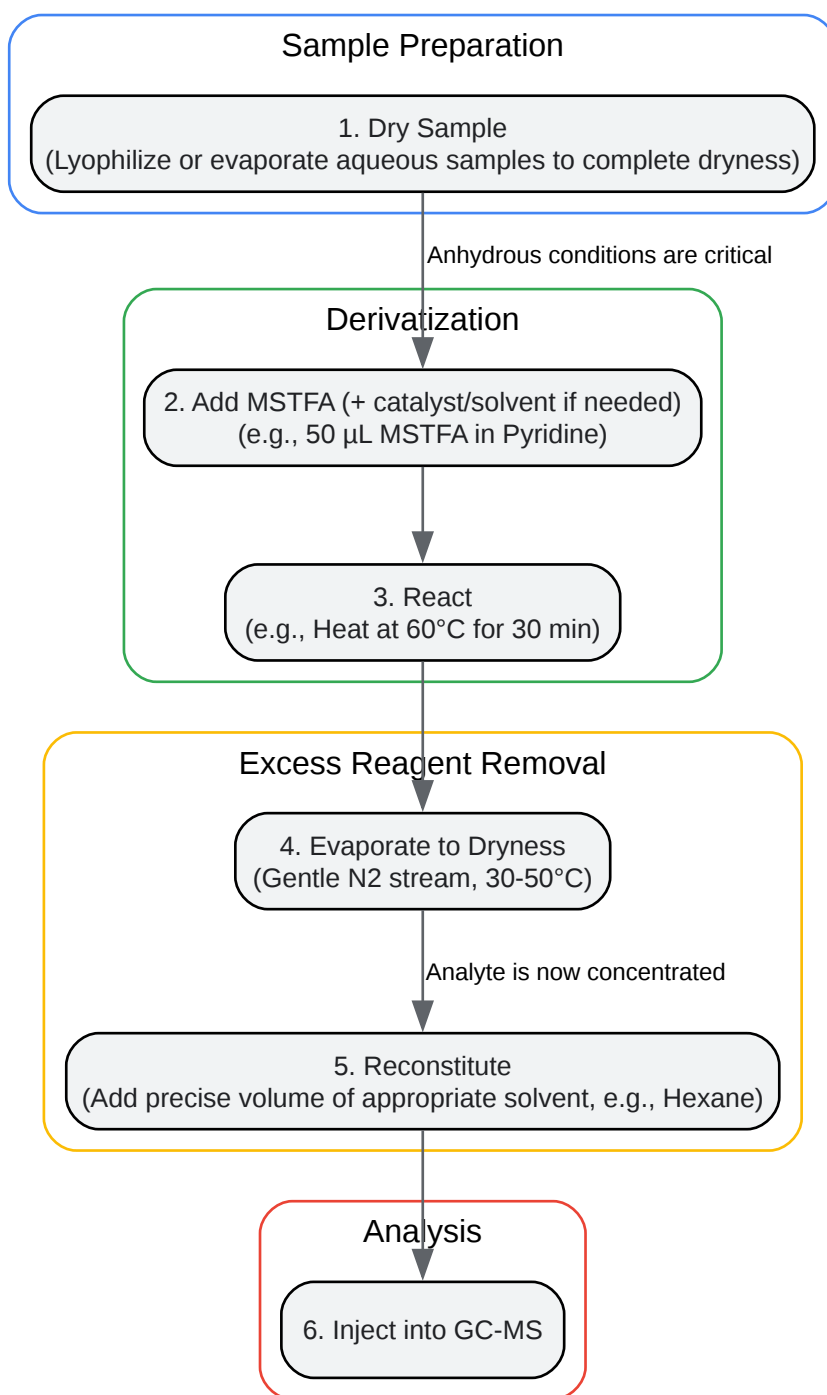 Sample Preparation
1. Dry Sample
(Lyophilize or evaporate aqueous samples to complete dryness)
Anhydrous conditions are critical
Derivatization
2. Add MSTFA (+ catalyst/solvent if needed)
(e.g., 50 µL MSTFA in Pyridine)
3. React
(e.g., Heat at 60°C for 30 min)
Excess Reagent Removal
4. Evaporate to Dryness
(Gentle N2 stream, 30-50°C)
Analyte is now concentrated
5. Reconstitute
(Add precise volume of appropriate solvent, e.g., Hexane)
Analysis
6. Inject into GC-MS